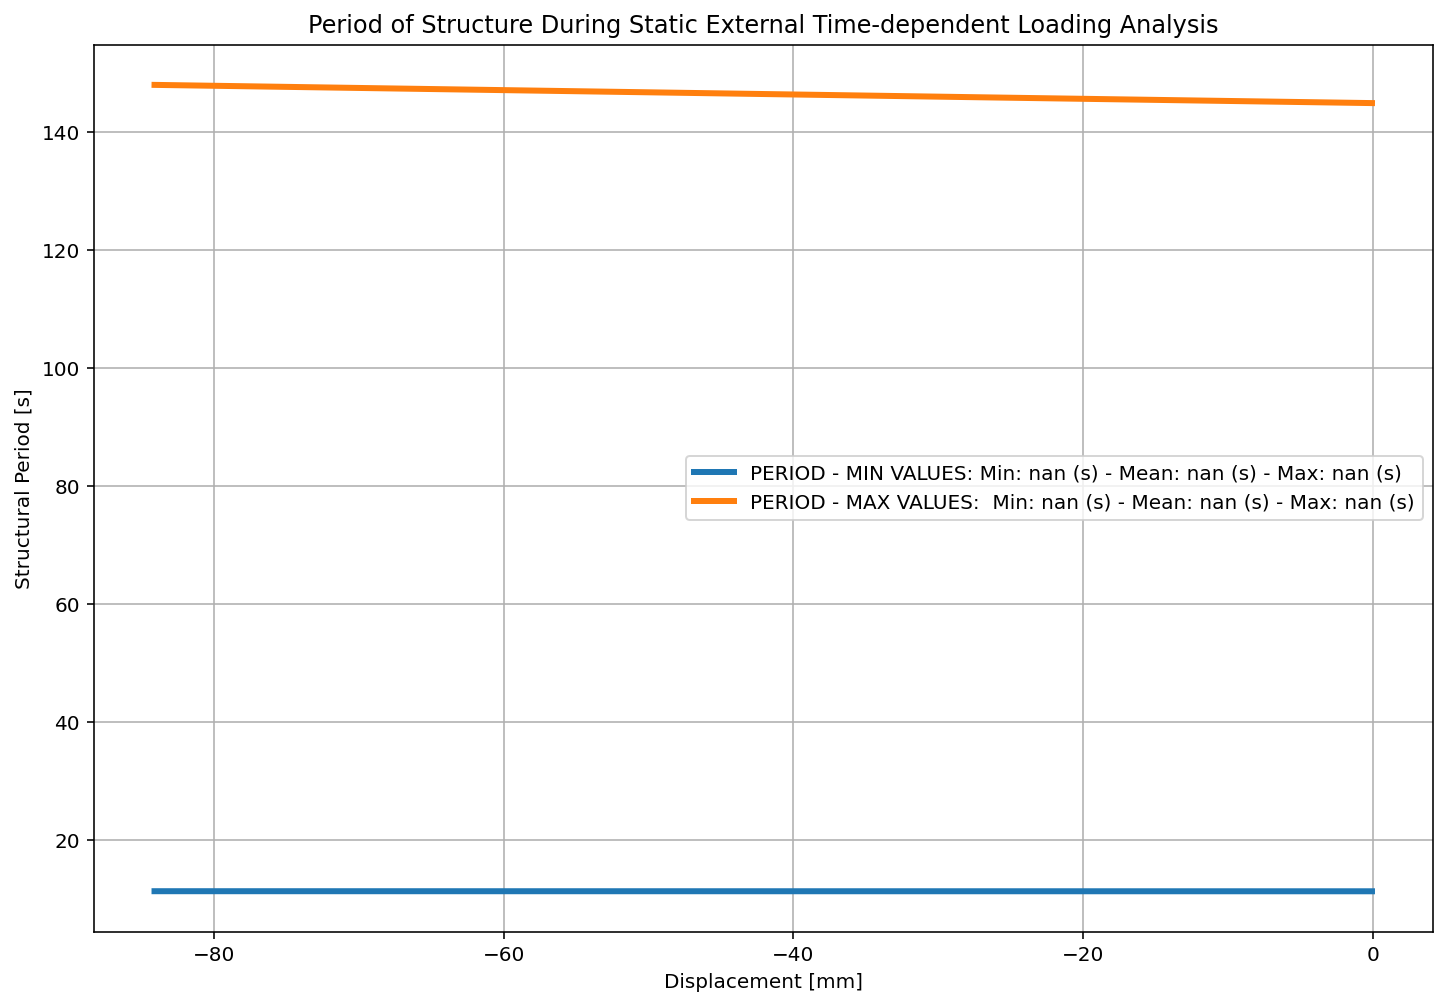 Period of Structure During Static External Time-dependent Loading Analysis
Structural Period [s]
140
120
100
80
60
40
20
PERIOD - MIN VALUES: Min: nan (s) - Mean: nan (s) - Max: nan (s)
PERIOD - MAX VALUES:  Min: nan (s) - Mean: nan (s) - Max: nan (s)
−80 −60 −40 −20 0
Displacement [mm]